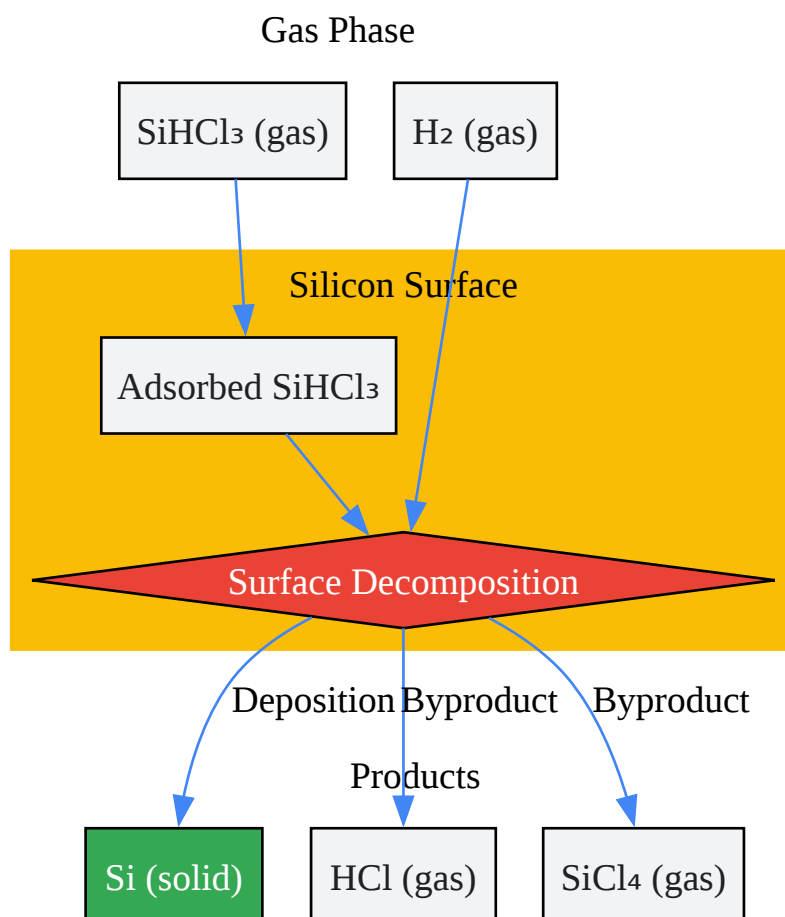 Gas Phase
SiHCl₃ (gas)
H₂ (gas)
Silicon Surface
Adsorbed SiHCl₃
Surface Decomposition
Deposition
Byproduct
Byproduct
Products
Si (solid)
HCl (gas)
SiCl₄ (gas)